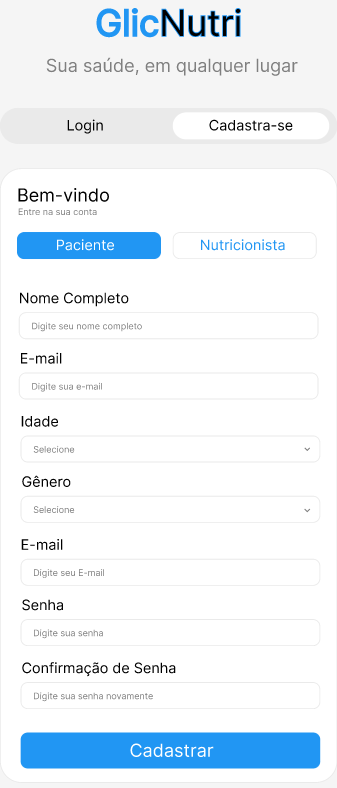 GlicNutri
Sua saúde, em qualquer lugar
Login
Cadastra-se
Bem-vindo
Entre na sua conta
Paciente
Nutricionista
Nome Completo
Digite seu nome completo
E-mail
Digite sua e-mail
Idade
Selecione
Gênero
Selecione
E-mail
Digite seu E-mail
Senha
Digite sua senha
Confirmação de Senha
Digite sua senha novamente
Cadastrar